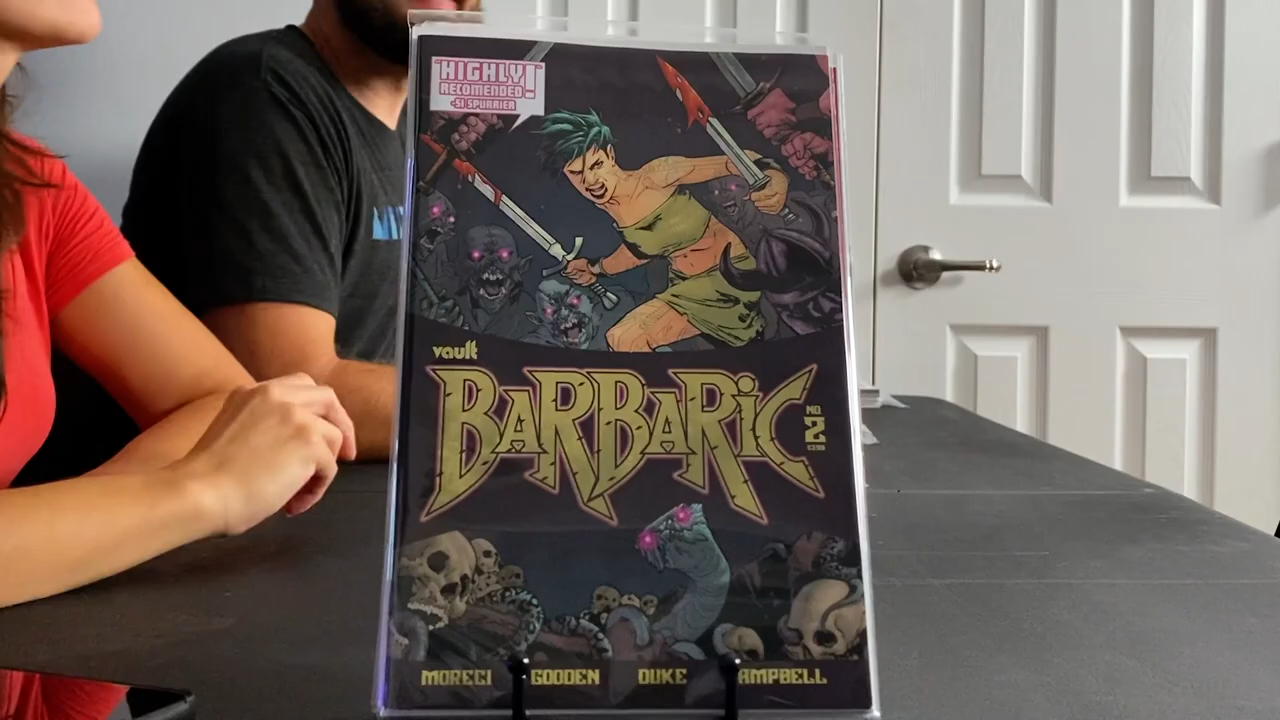 HIGHLY!
RECOMENDED
-SI SPURRIER
vault
BARBARIC
NO.
2
MORECI GOODEN DUKE AMPBELL